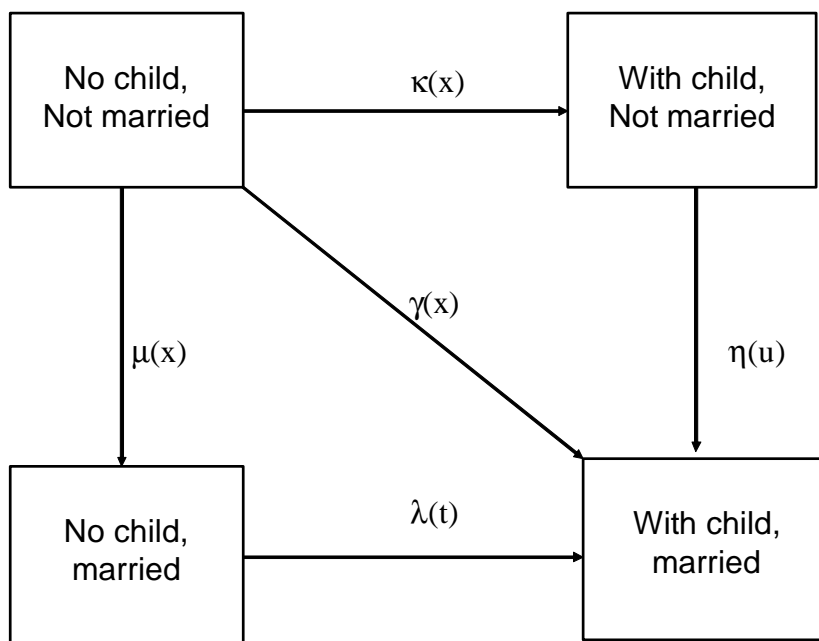 No child,
Not married
κ(x)
With child,
Not married
γ(x)
μ(x)
η(u)
No child,
married
λ(t)
With child,
married